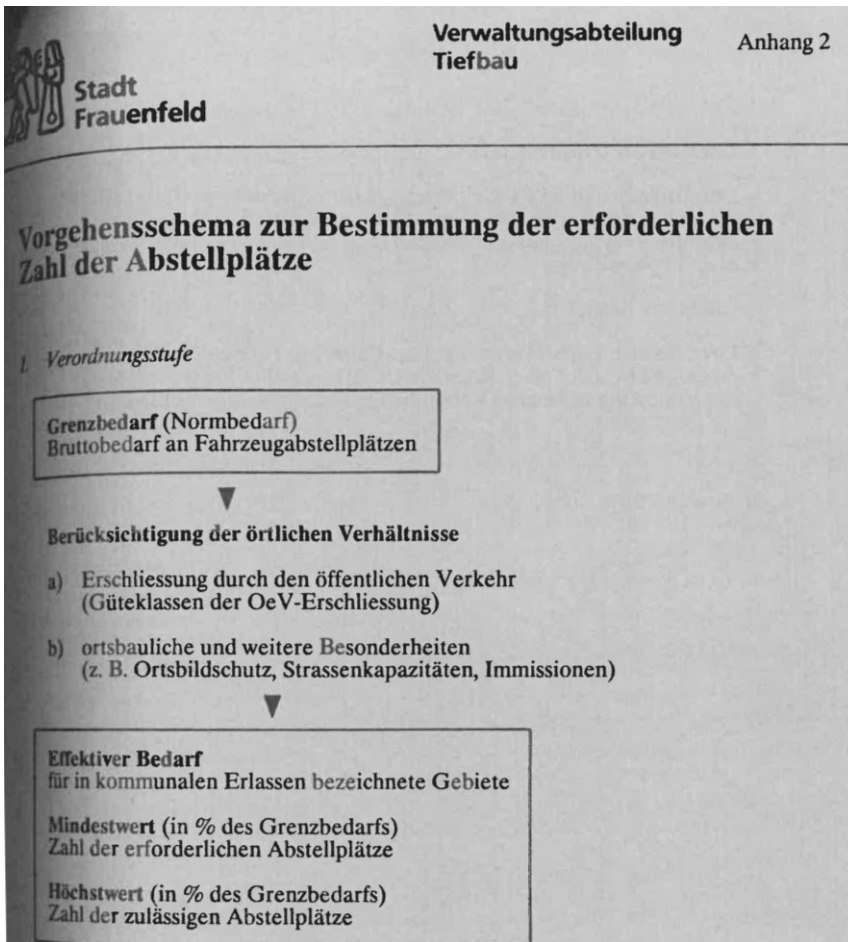 Verwaltungsabteilung
Tiefbau
Anhang 2
Stadt
Frauenfeld
Vorgehensschema zur Bestimmung der erforderlichen
Zahl der Abstellplätze
1. Verordnungsstufe
Grenzbedarf (Normbedarf)
Bruttobedarf an Fahrzeugabstellplätzen
Berücksichtigung der örtlichen Verhältnisse
a) Erschliessung durch den öffentlichen Verkehr
(Güteklassen der OeV-Erschliessung)
b) ortsbauliche und weitere Besonderheiten
(z. B. Ortsbildschutz, Strassenkapazitäten, Immissionen)
Effektiver Bedarf
für in kommunalen Erlassen bezeichnete Gebiete
Mindestwert (in % des Grenzbedarfs)
Zahl der erforderlichen Abstellplätze
Höchstwert (in % des Grenzbedarfs)
Zahl der zulässigen Abstellplätze